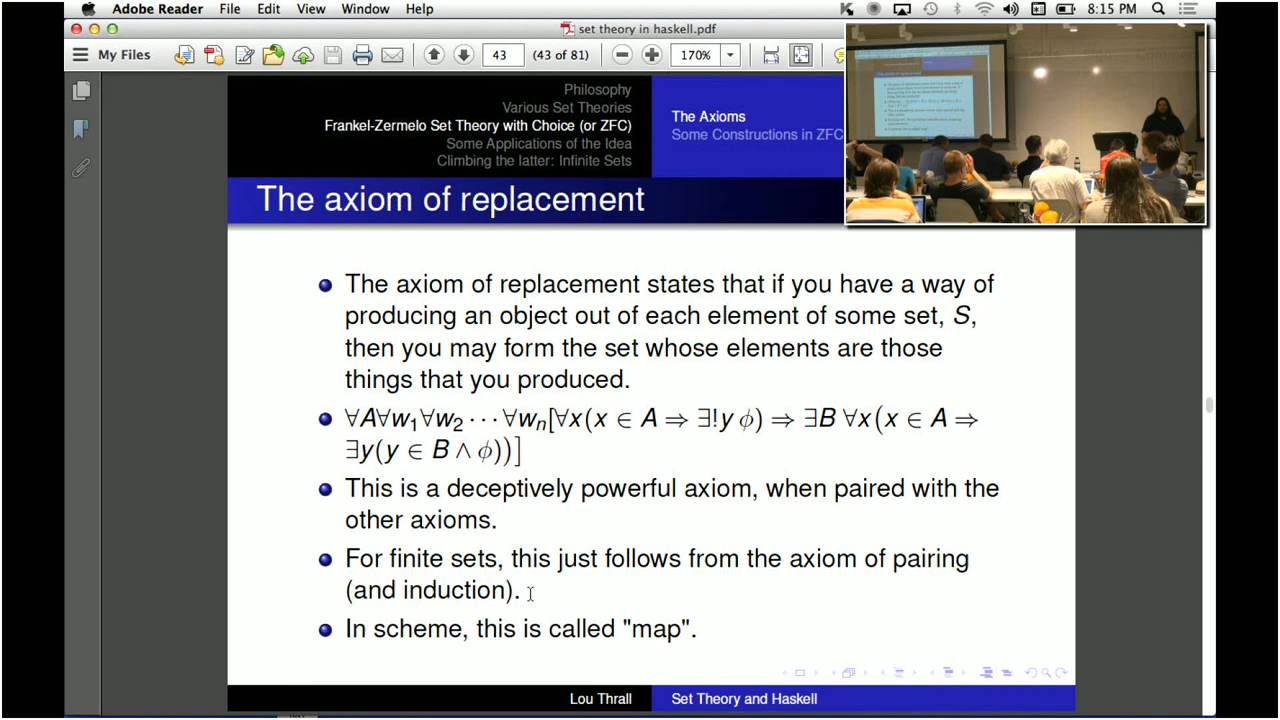 Adobe Reader File Edit View Window Help 8:15 PM
set theory in haskell.pdf
My Files 43 (43 of 81) 170%
Philosophy
Various Set Theories
Frankel-Zermelo Set Theory with Choice (or ZFC)
Some Applications of the Idea
Climbing the latter: Infinite Sets
The Axioms
Some Constructions in ZFC
The axiom of replacement
The axiom of replacement states that if you have a way of
producing an object out of each element of some set, S,
then you may form the set whose elements are those
things that you produced.
∀A∀w₁∀w₂ ⋯ ∀wₙ[∀x(x ∈ A ⇒ ∃!y ϕ) ⇒ ∃B ∀x(x ∈ A ⇒
∃y(y ∈ B ∧ ϕ))]
This is a deceptively powerful axiom, when paired with the
other axioms.
For finite sets, this just follows from the axiom of pairing
(and induction).
In scheme, this is called "map".
Lou Thrall Set Theory and Haskell